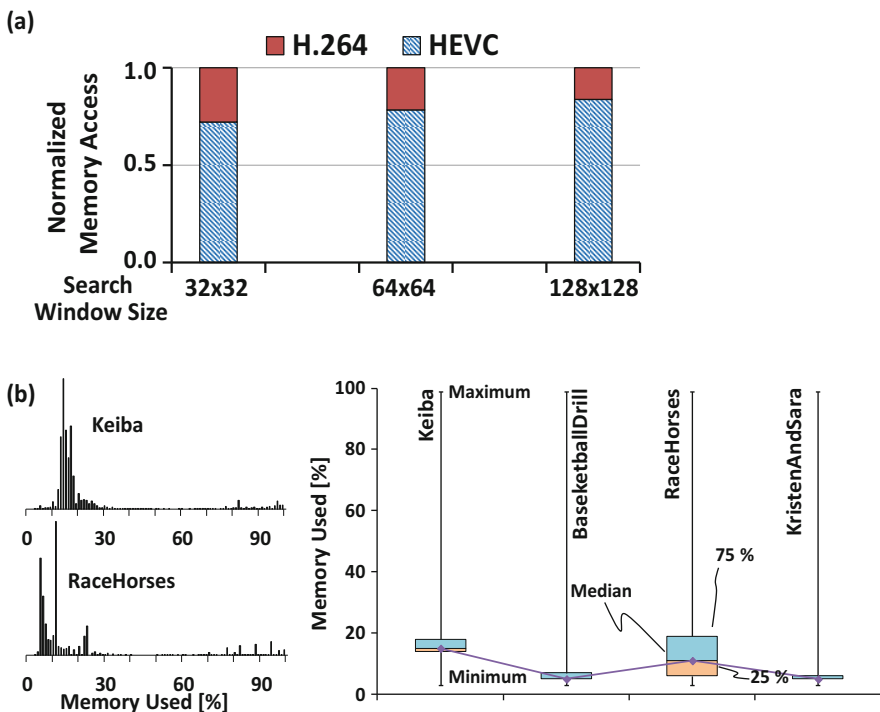 (a)
H.264 HEVC
Normalized
Memory Access
1.0
0.5
0.0
Search
Window Size
32x32 64x64 128x128
(b)
Keiba
0 30 60 90
RaceHorses
0 30 60 90
Memory Used [%]
Memory Used [%]
100
80
60
40
20
0
Keiba
Maximum
BaseketballDrill
RaceHorses
KristenAndSara
75 %
Median
Minimum
25 %